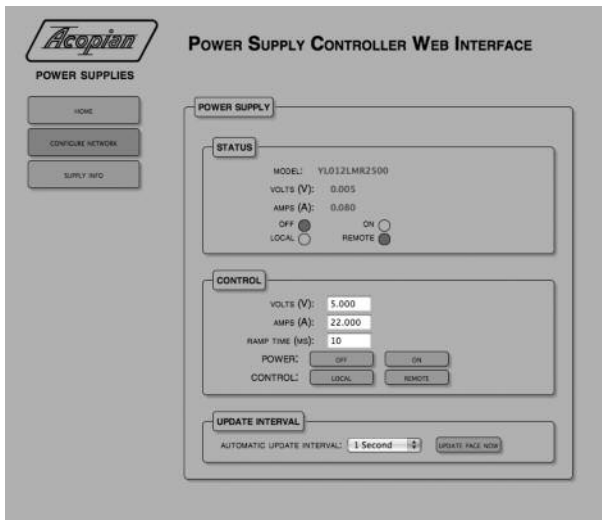 Acopian
POWER SUPPLIES
POWER SUPPLY CONTROLLER WEB INTERFACE
HOME
CONFIGURE NETWORK
SUPPLY INFO
POWER SUPPLY
STATUS
MODEL: YL012LMR2500
VOLTS (V): 0.005
AMPS (A): 0.080
OFF ON
LOCAL REMOTE
CONTROL
VOLTS (V): 5.000
AMPS (A): 22.000
RAMP TIME (MS): 10
POWER: OFF ON
CONTROL: LOCAL REMOTE
UPDATE INTERVAL
AUTOMATIC UPDATE INTERVAL: 1 Second UPDATE PAGE NOW